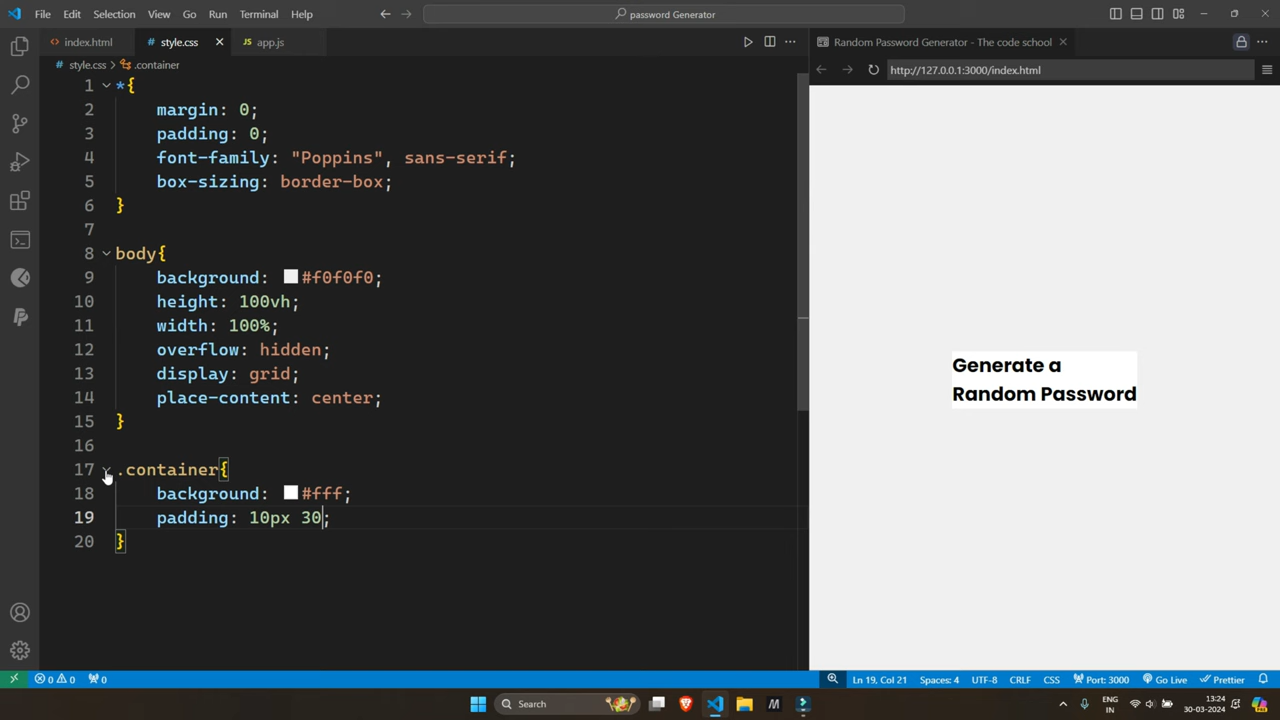 File Edit Selection View Go Run Terminal Help
password Generator
index.html style.css app.js
style.css > .container
1 *{
2 margin: 0;
3 padding: 0;
4 font-family: "Poppins", sans-serif;
5 box-sizing: border-box;
6 }
7
8 body{
9 background: #f0f0f0;
10 height: 100vh;
11 width: 100%;
12 overflow: hidden;
13 display: grid;
14 place-content: center;
15 }
16
17 .container{
18 background: #fff;
19 padding: 10px 30;
20 }
Random Password Generator - The code school
http://127.0.0.1:3000/index.html
Generate a
Random Password
0 0 0 Ln 19, Col 21 Spaces: 4 UTF-8 CRLF CSS Port: 3000 Go Live Prettier
Search
ENG
IN
13:24
30-03-2024